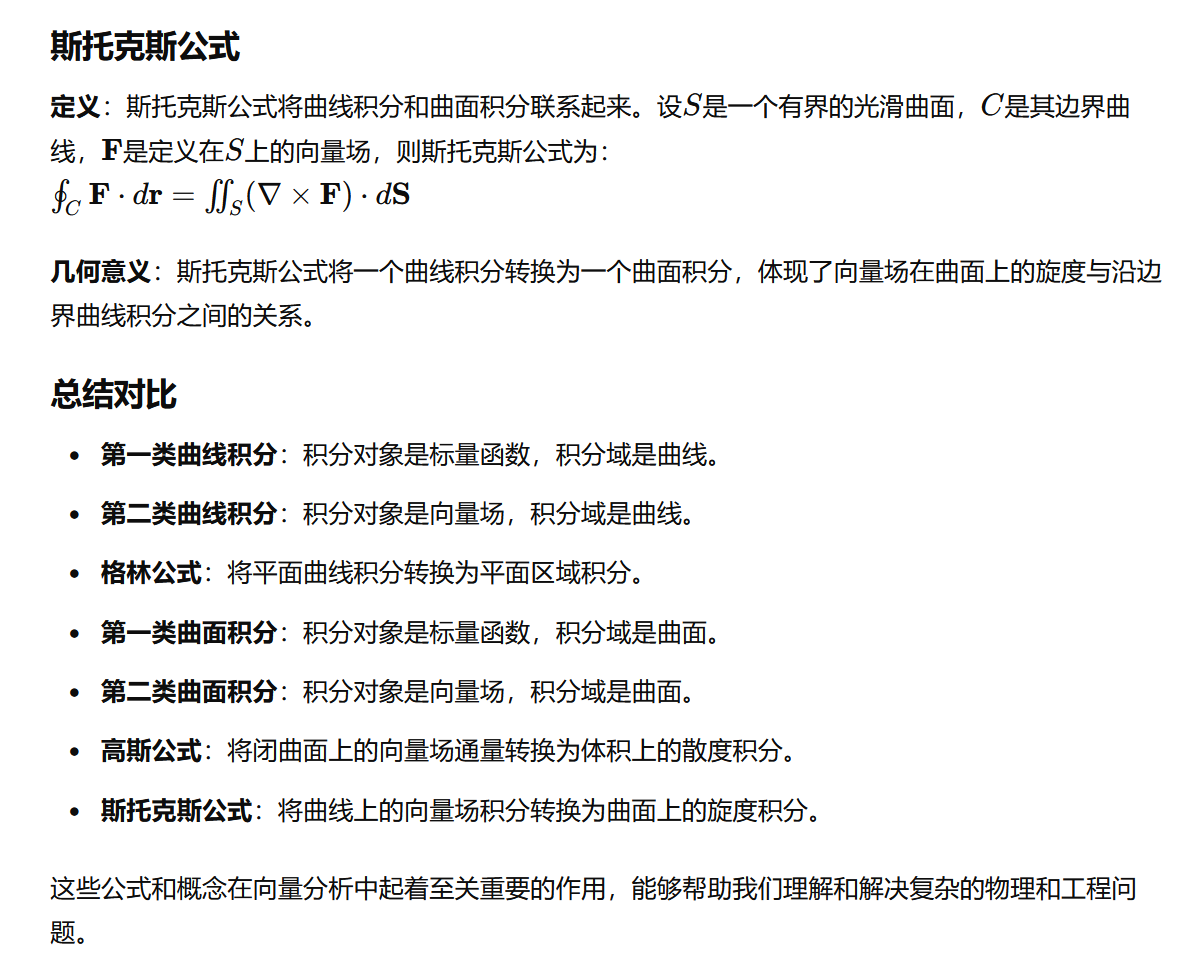 斯托克斯公式
定义：斯托克斯公式将曲线积分和曲面积分联系起来。设S是一个有界的光滑曲面，C是其边界曲
线，F是定义在S上的向量场，则斯托克斯公式为：
∮_C F · dr = ∬_S (∇ × F) · dS
几何意义：斯托克斯公式将一个曲线积分转换为一个曲面积分，体现了向量场在曲面上的旋度与沿边
界曲线积分之间的关系。
总结对比
• 第一类曲线积分：积分对象是标量函数，积分域是曲线。
• 第二类曲线积分：积分对象是向量场，积分域是曲线。
• 格林公式：将平面曲线积分转换为平面区域积分。
• 第一类曲面积分：积分对象是标量函数，积分域是曲面。
• 第二类曲面积分：积分对象是向量场，积分域是曲面。
• 高斯公式：将闭曲面上的向量场通量转换为体积上的散度积分。
• 斯托克斯公式：将曲线上的向量场积分转换为曲面上的旋度积分。
这些公式和概念在向量分析中起着至关重要的作用，能够帮助我们理解和解决复杂的物理和工程问
题。